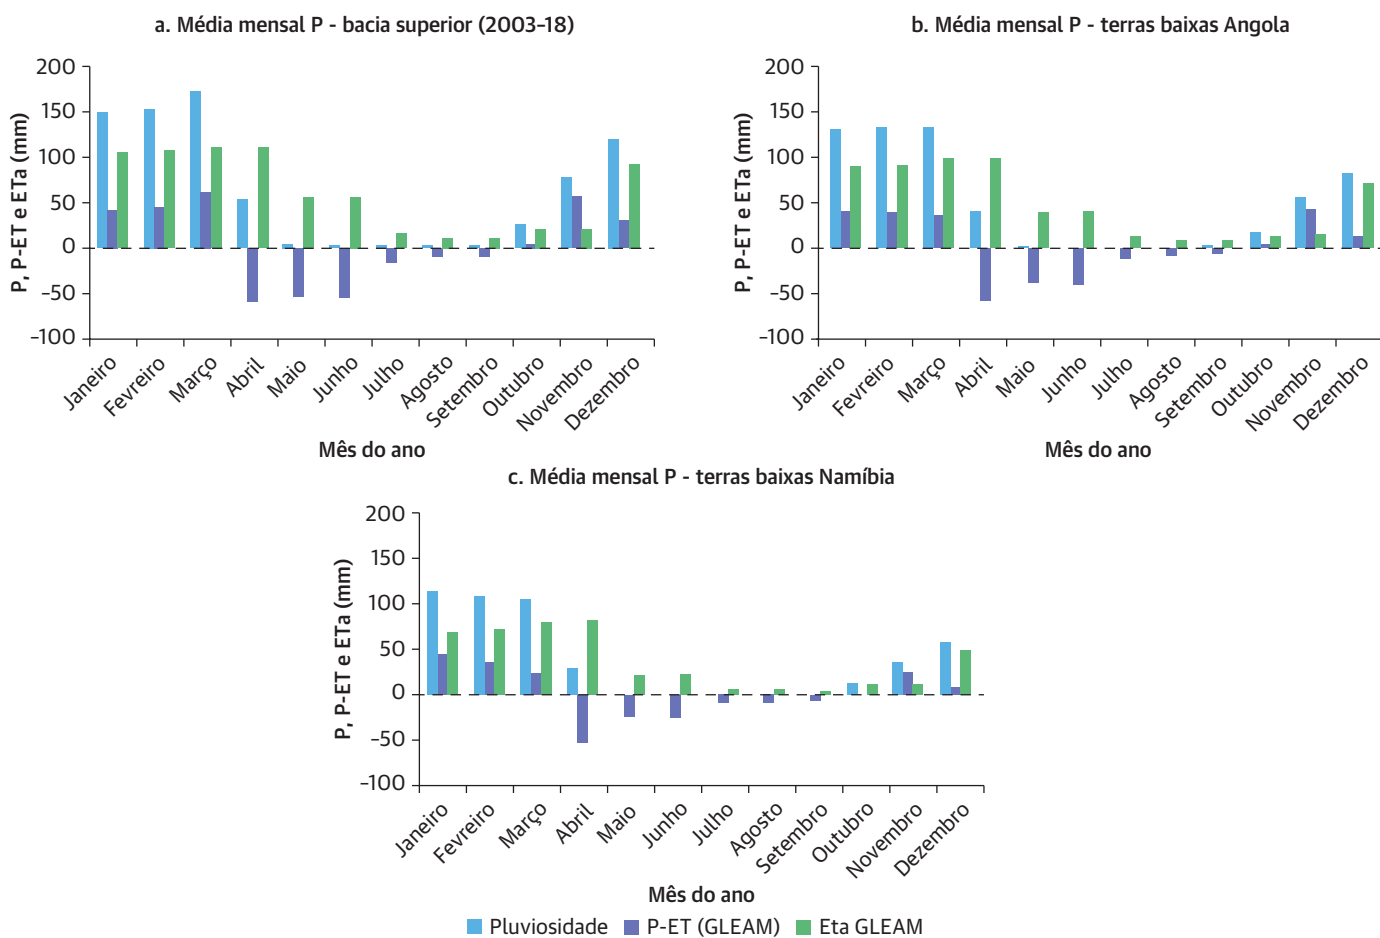 a. Média mensal P - bacia superior (2003-18)
P, P-ET e ETa (mm)
200
150
100
50
0
-50
-100
Janeiro
Fevreiro
Março
Abril
Maio
Junho
Julho
Agosto
Setembro
Outubro
Novembro
Dezembro
Mês do ano
b. Média mensal P - terras baixas Angola
P, P-ET e ETa (mm)
200
150
100
50
0
-50
-100
Janeiro
Fevreiro
Março
Abril
Maio
Junho
Julho
Agosto
Setembro
Outubro
Novembro
Dezembro
Mês do ano
c. Média mensal P - terras baixas Namíbia
P, P-ET e ETa (mm)
200
150
100
50
0
-50
-100
Janeiro
Fevreiro
Março
Abril
Maio
Junho
Julho
Agosto
Setembro
Outubro
Novembro
Dezembro
Mês do ano
Pluviosidade P-ET (GLEAM) Eta GLEAM